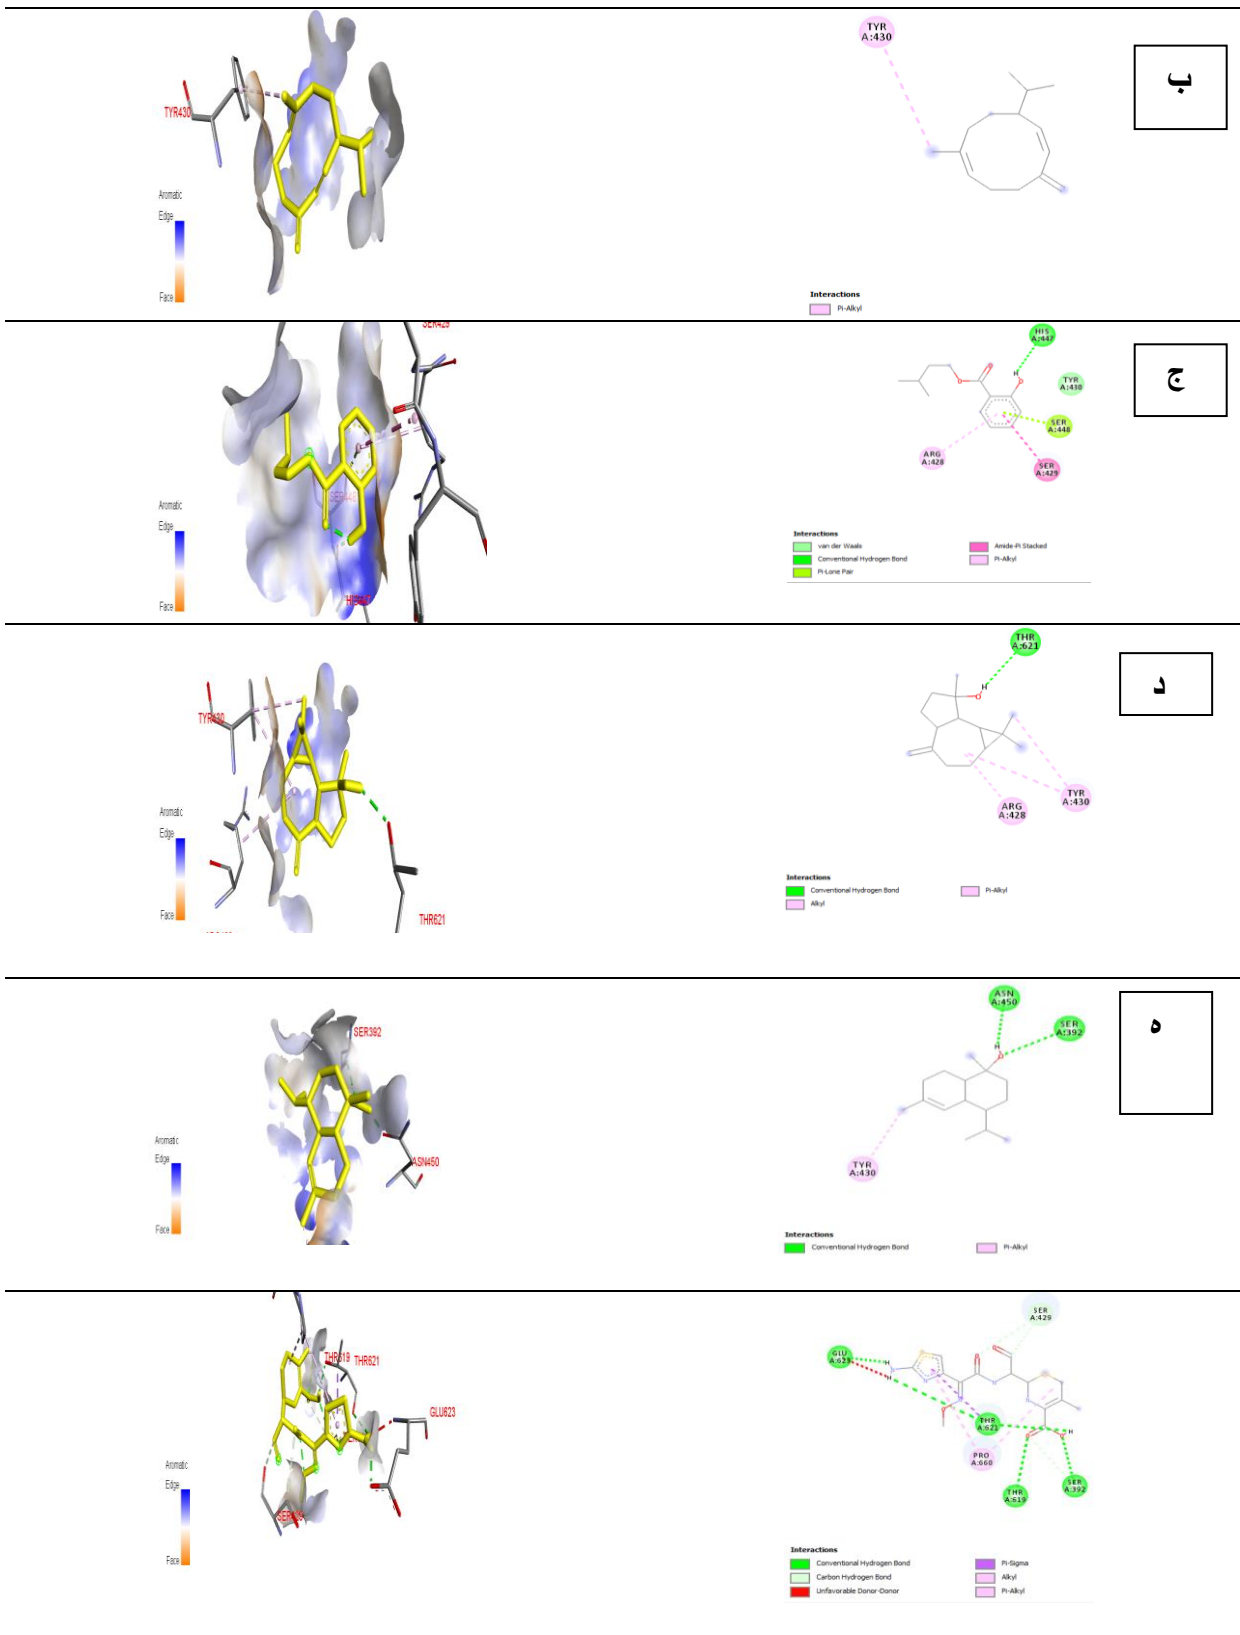 TYR430
Aromatic
Edge
Face
TYR
A:430
ب
Interactions
Pi-Alkyl
SER429
Aromatic
Edge
Face
HIS
A:447
H
O
O
O
TYR
A:430
SER
A:448
ARG
A:428
SER
A:429
ج
Interactions
van der Waals
Amide-Pi Stacked
Conventional Hydrogen Bond
Pi-Alkyl
Pi-Lone Pair
TYR430
Aromatic
Edge
Face
THR621
THR
A:621
H
O
TYR
A:430
ARG
A:428
د
Interactions
Conventional Hydrogen Bond
Pi-Alkyl
Alkyl
SER392
ASN450
Aromatic
Edge
Face
ASN
A:450
SER
A:392
H
O
TYR
A:430
ه
Interactions
Conventional Hydrogen Bond
Pi-Alkyl
THR619 THR621
GLU623
Aromatic
Edge
Face
SER
A:429
GLU
A:623
THR
A:621
PRO
A:660
THR
A:619
SER
A:392
Interactions
Conventional Hydrogen Bond
Pi-Sigma
Carbon Hydrogen Bond
Alkyl
Unfavorable Donor-Donor
Pi-Alkyl